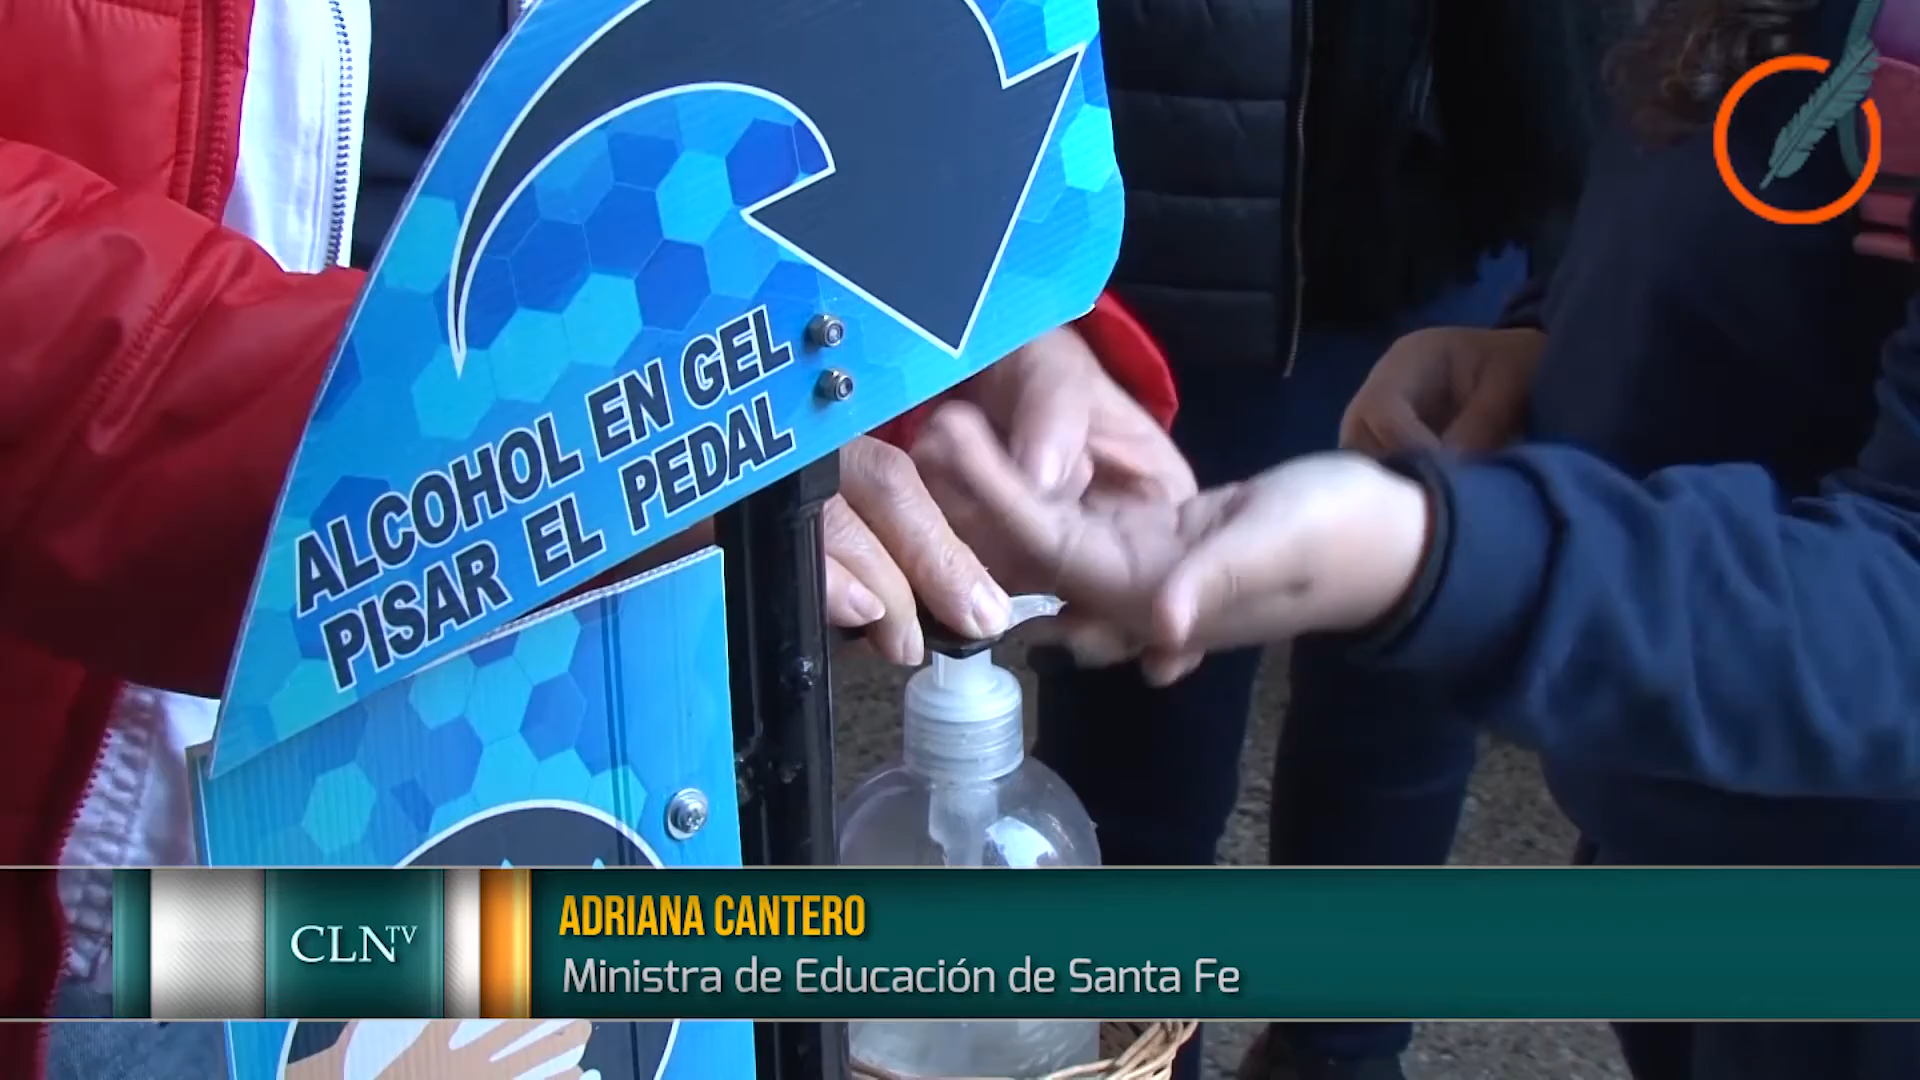 ALCOHOL EN GEL
PISAR EL PEDAL
CLNTV
ADRIANA CANTERO
Ministra de Educación de Santa Fe